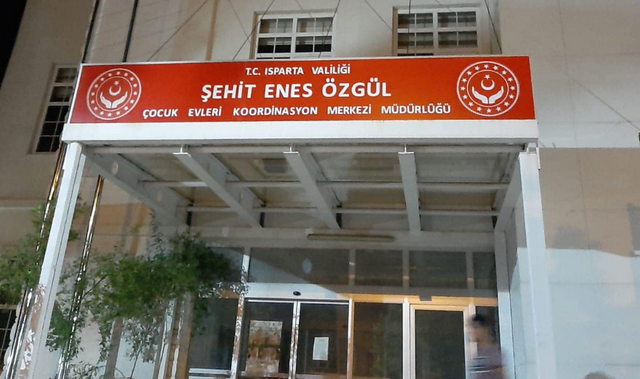 T.C. ISPARTA VALİLİĞİ
ŞEHİT ENES ÖZGÜL
ÇOCUK EVLERİ KOORDİNASYON MERKEZİ MÜDÜRLÜĞÜ